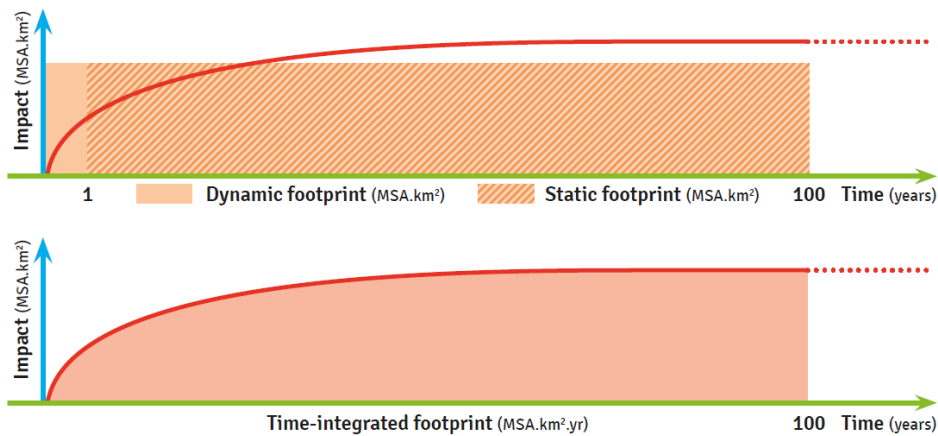 Impact (MSA.km²)
1 Dynamic footprint (MSA.km²) Static footprint (MSA.km²) 100 Time (years)
Impact (MSA.km²)
Time-integrated footprint (MSA.km².yr) 100 Time (years)